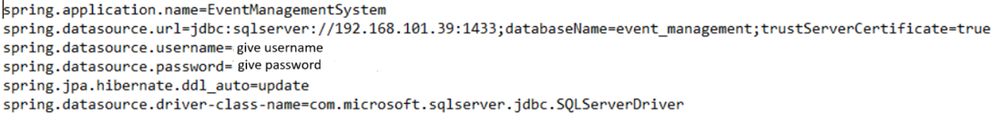 spring.application.name=EventManagementSystem
spring.datasource.url=jdbc:sqlserver://192.168.101.39:1433;databaseName=event_management;trustServerCertificate=true
spring.datasource.username= give username
spring.datasource.password= give password
spring.jpa.hibernate.ddl_auto=update
spring.datasource.driver-class-name=com.microsoft.sqlserver.jdbc.SQLServerDriver